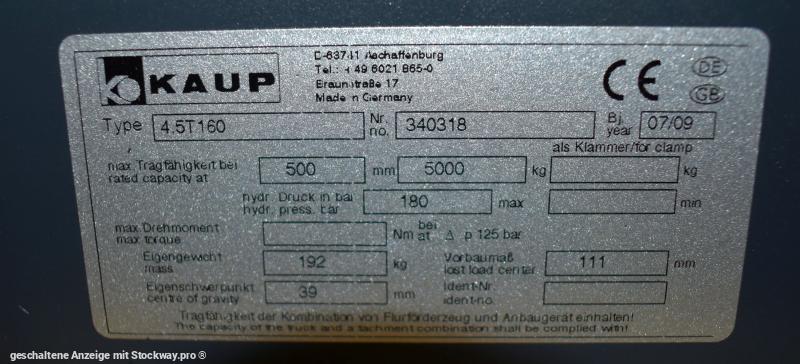 KAUP
D-63741 Aschaffenburg
Tel.: +49 6021 865-0
Braunstraße 17
Made in Germany
CE
DE
GB
Type 4.5T160 Nr. no. 340318 Bj. year 07/09
als Klammer/for clamp
max. Tragfähigkeit bei
rated capacity at 500 mm 5000 kg kg
hydr. Druck in bar
hydr. press. bar 180 max min
max. Drehmoment
max torque Nm bei at Δ p 125 bar
Eigengewicht
mass 192 kg Vorbaumaß
lost load center 111 mm
Eigenschwerpunkt
centre of gravity 39 mm Ident-Nr.
ident-no.
Tragfähigkeit der Kombination von Flurförderzeug und Anbaugerät einhalten!
The capacity of the truck and attachment combination shall be complied with!
geschaltene Anzeige mit Stockway.pro ®